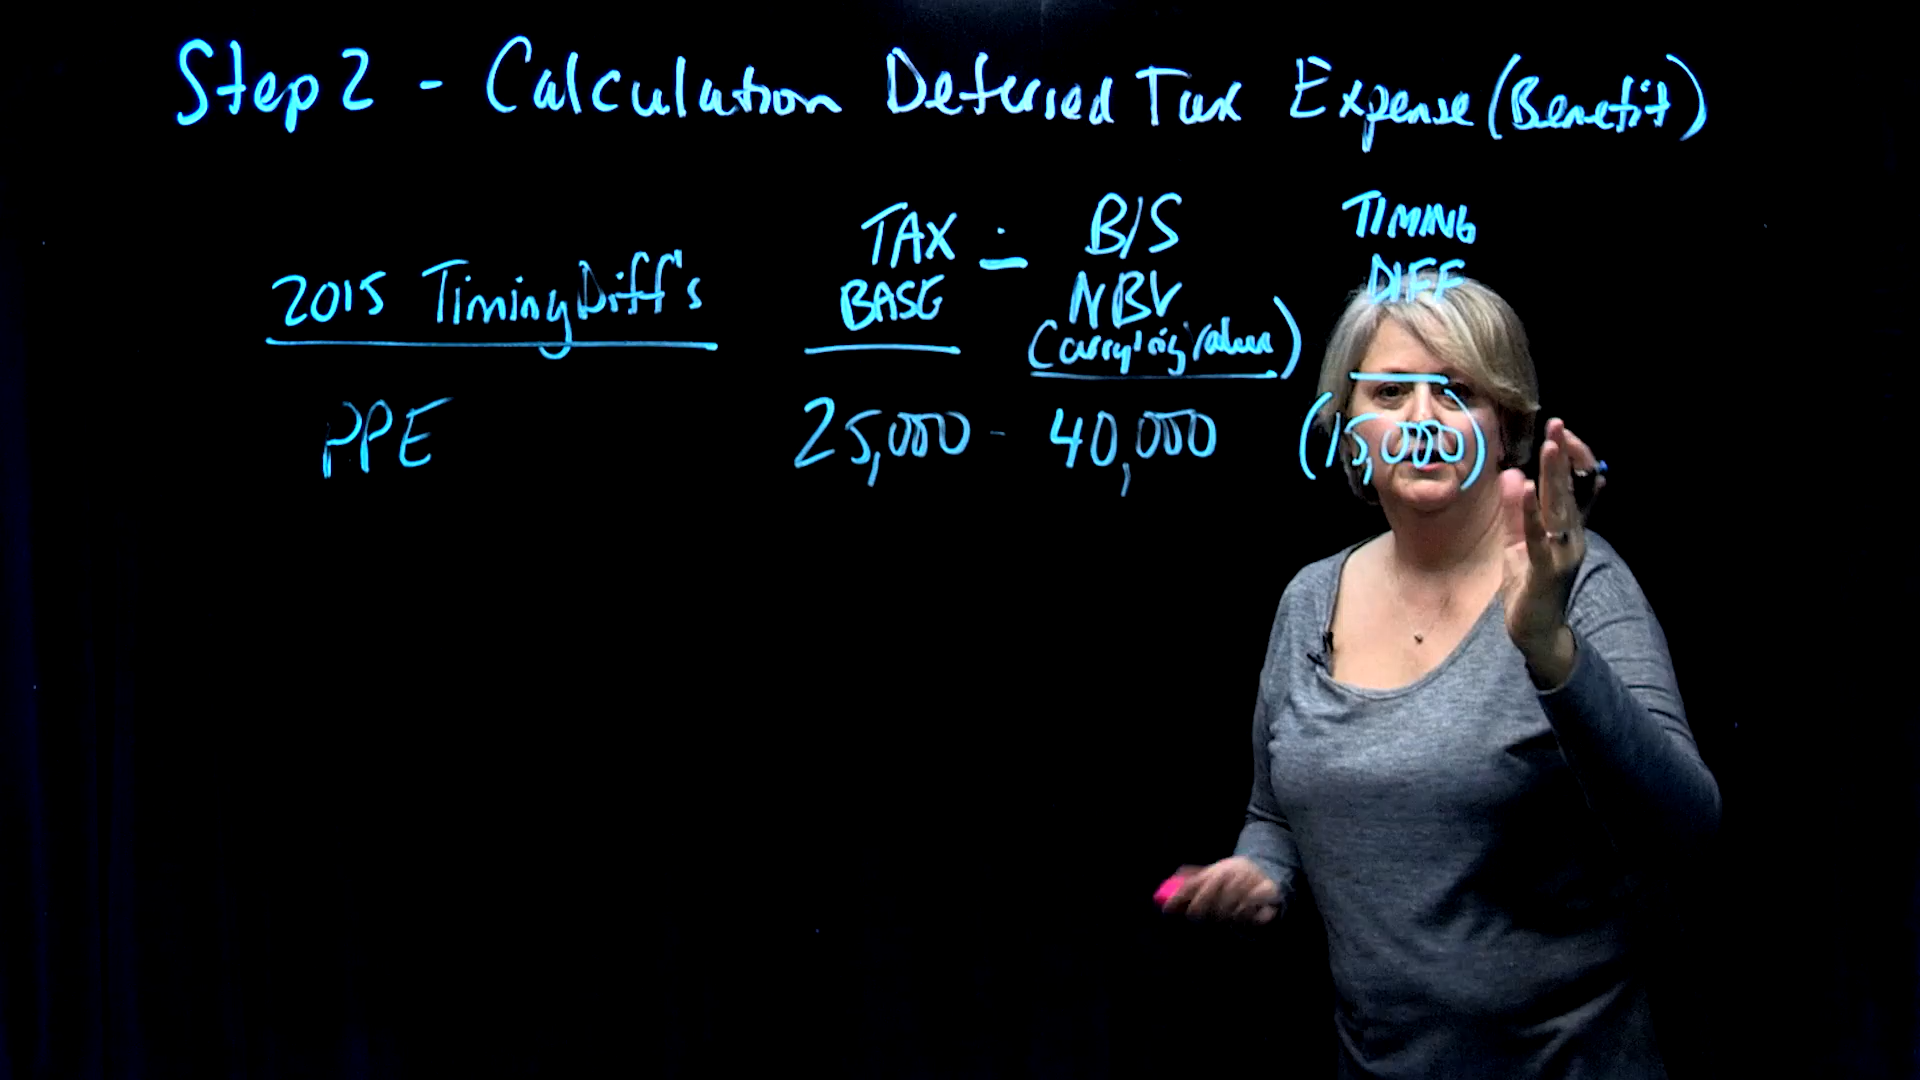 Step 2 - Calculation Deferred Tax Expense (Benefit)
2015 Timing Diff's
TAX BASE
-
B/S NBV (Carrying value)
TIMING DIFF
PPE 25,000 - 40,000 (15,000)